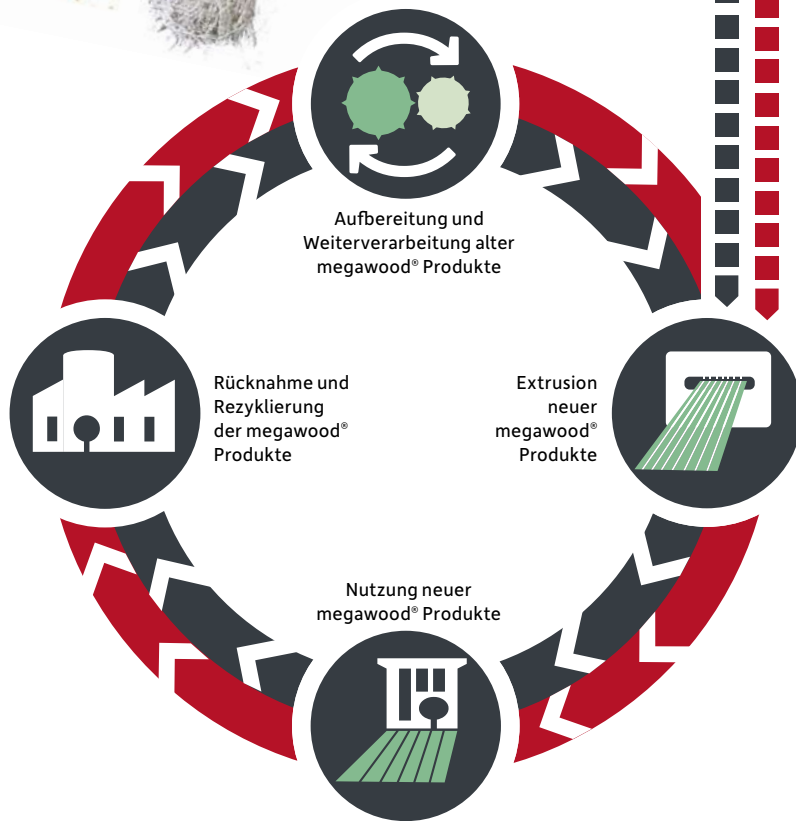 Aufbereitung und
Weiterverarbeitung alter
megawood® Produkte
Rücknahme und
Rezyklierung
der megawood®
Produkte
Extrusion
neuer
megawood®
Produkte
Nutzung neuer
megawood® Produkte